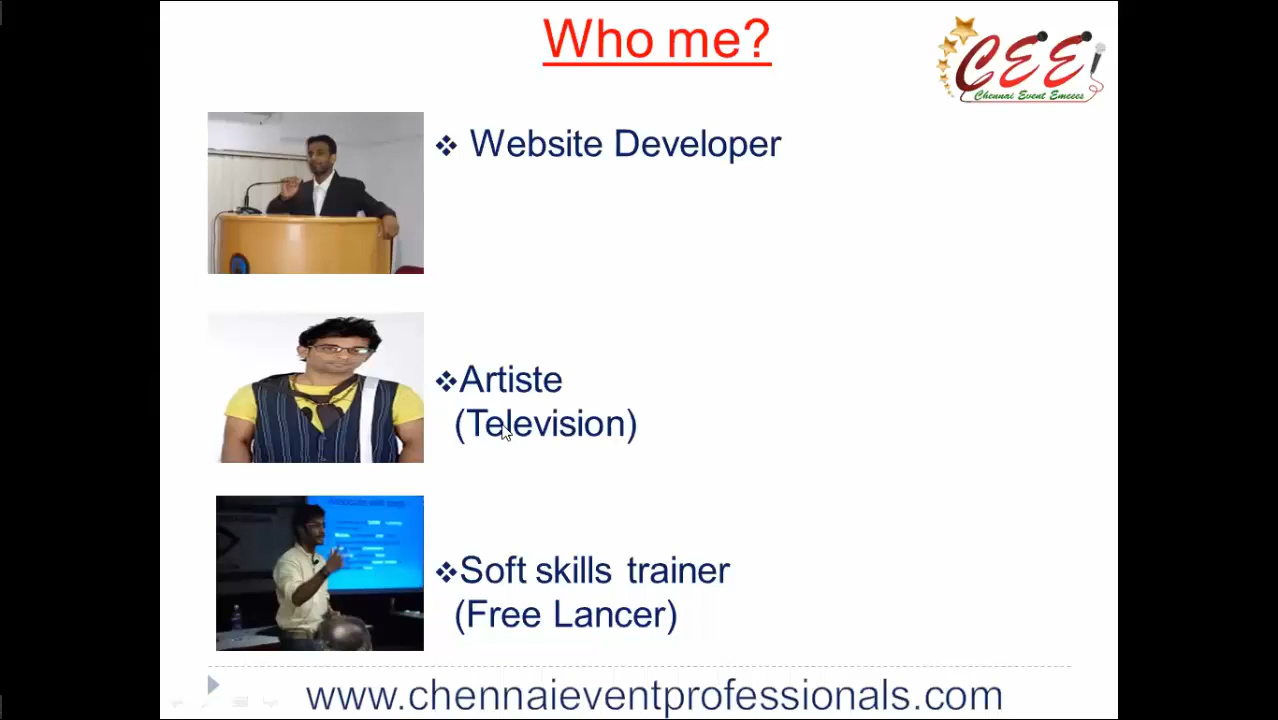 Who me?
CEE
Chennai Event Emcees
❖ Website Developer
❖Artiste
(Television)
❖Soft skills trainer
(Free Lancer)
www.chennaieventprofessionals.com